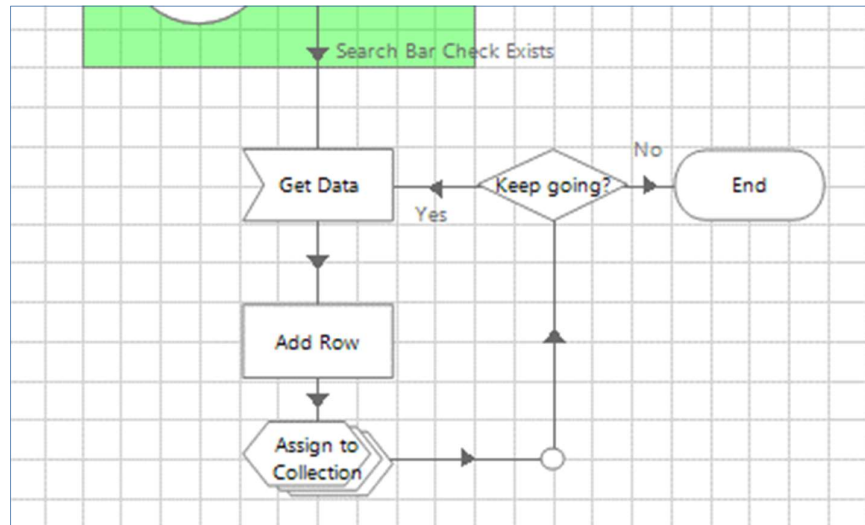 Search Bar Check Exists
No
Get Data
Keep going?
End
Yes
Add Row
Assign to
Collection